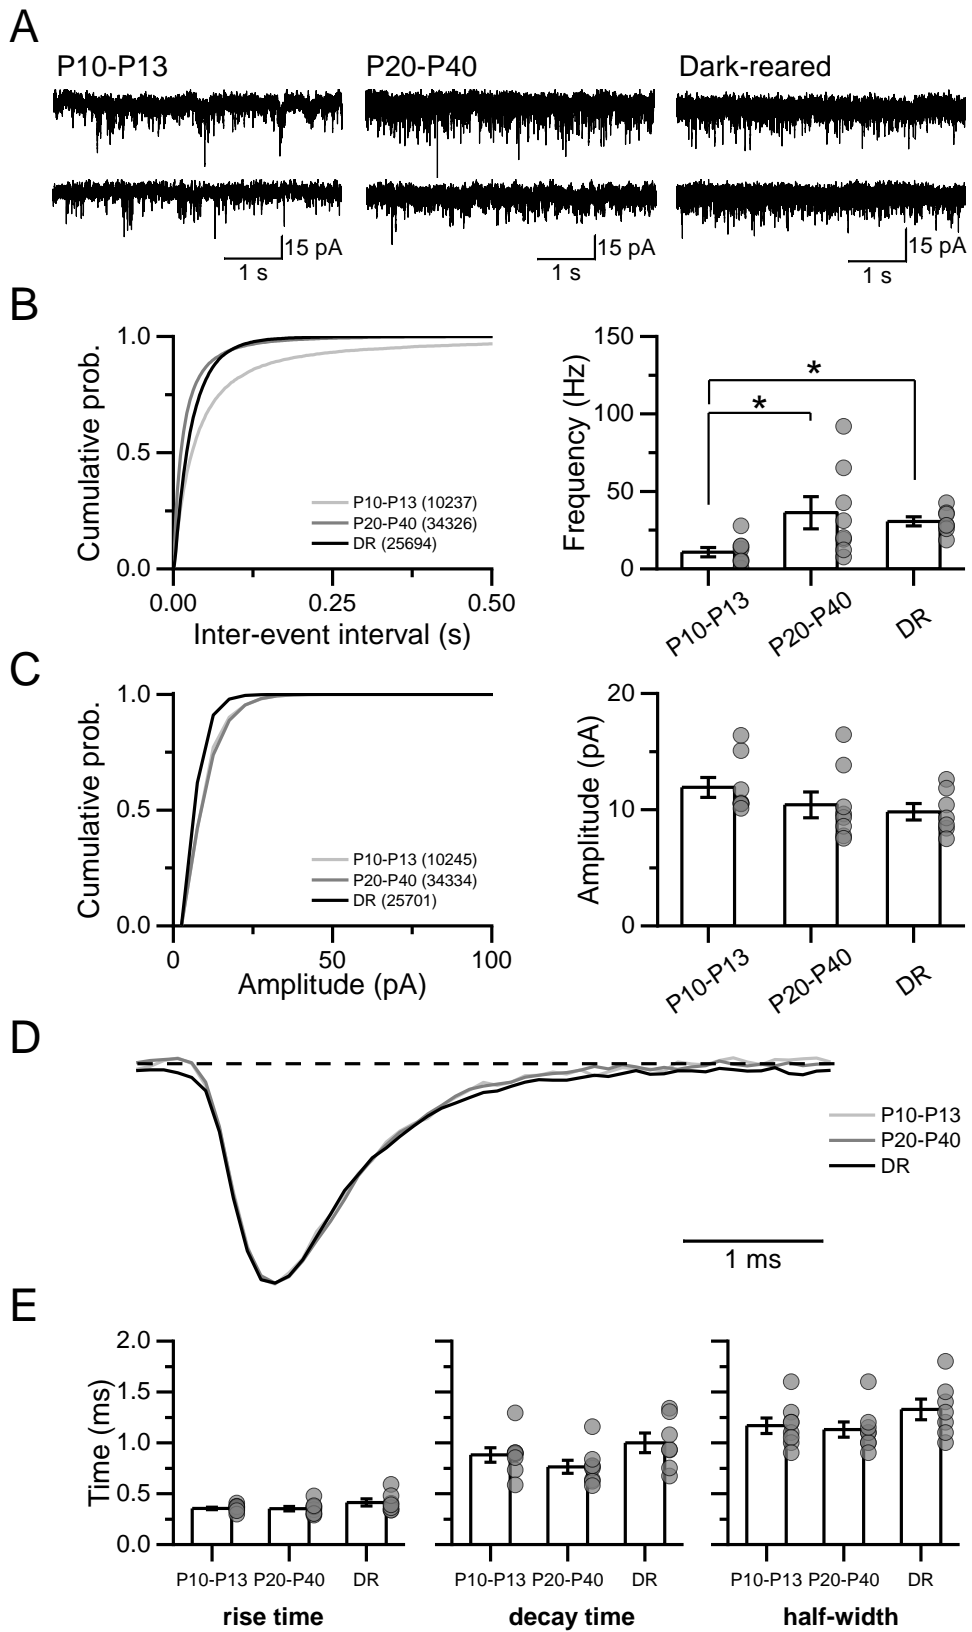 A
P10-P13 P20-P40 Dark-reared
15 pA 15 pA 15 pA
1 s 1 s 1 s
B
Cumulative prob.
1.0
0.5
0.0
P10-P13 (10237)
P20-P40 (34326)
DR (25694)
0.00 0.25 0.50
Inter-event interval (s)
Frequency (Hz)
150
100
50
0
*
*
P10-P13 P20-P40 DR
C
Cumulative prob.
1.0
0.5
0.0
P10-P13 (10245)
P20-P40 (34334)
DR (25701)
0 50 100
Amplitude (pA)
Amplitude (pA)
20
10
0
P10-P13 P20-P40 DR
D
P10-P13
P20-P40
DR
1 ms
E
Time (ms)
2.0
1.5
1.0
0.5
0.0
P10-P13 P20-P40 DR P10-P13 P20-P40 DR P10-P13 P20-P40 DR
rise time decay time half-width